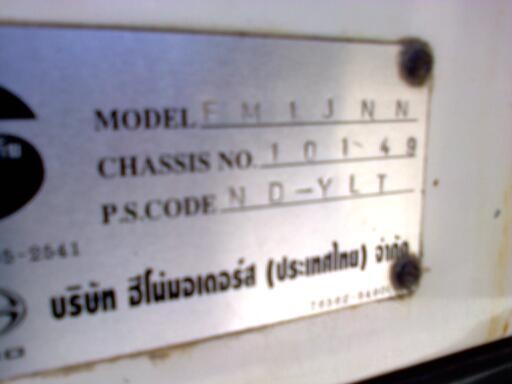 MODEL FM1JNN
CHASSIS NO. 10149
P.S.CODE ND-YLT
5-2541
บริษัท ฮีโน่มอเตอร์ส (ประเทศไทย) จำกัด